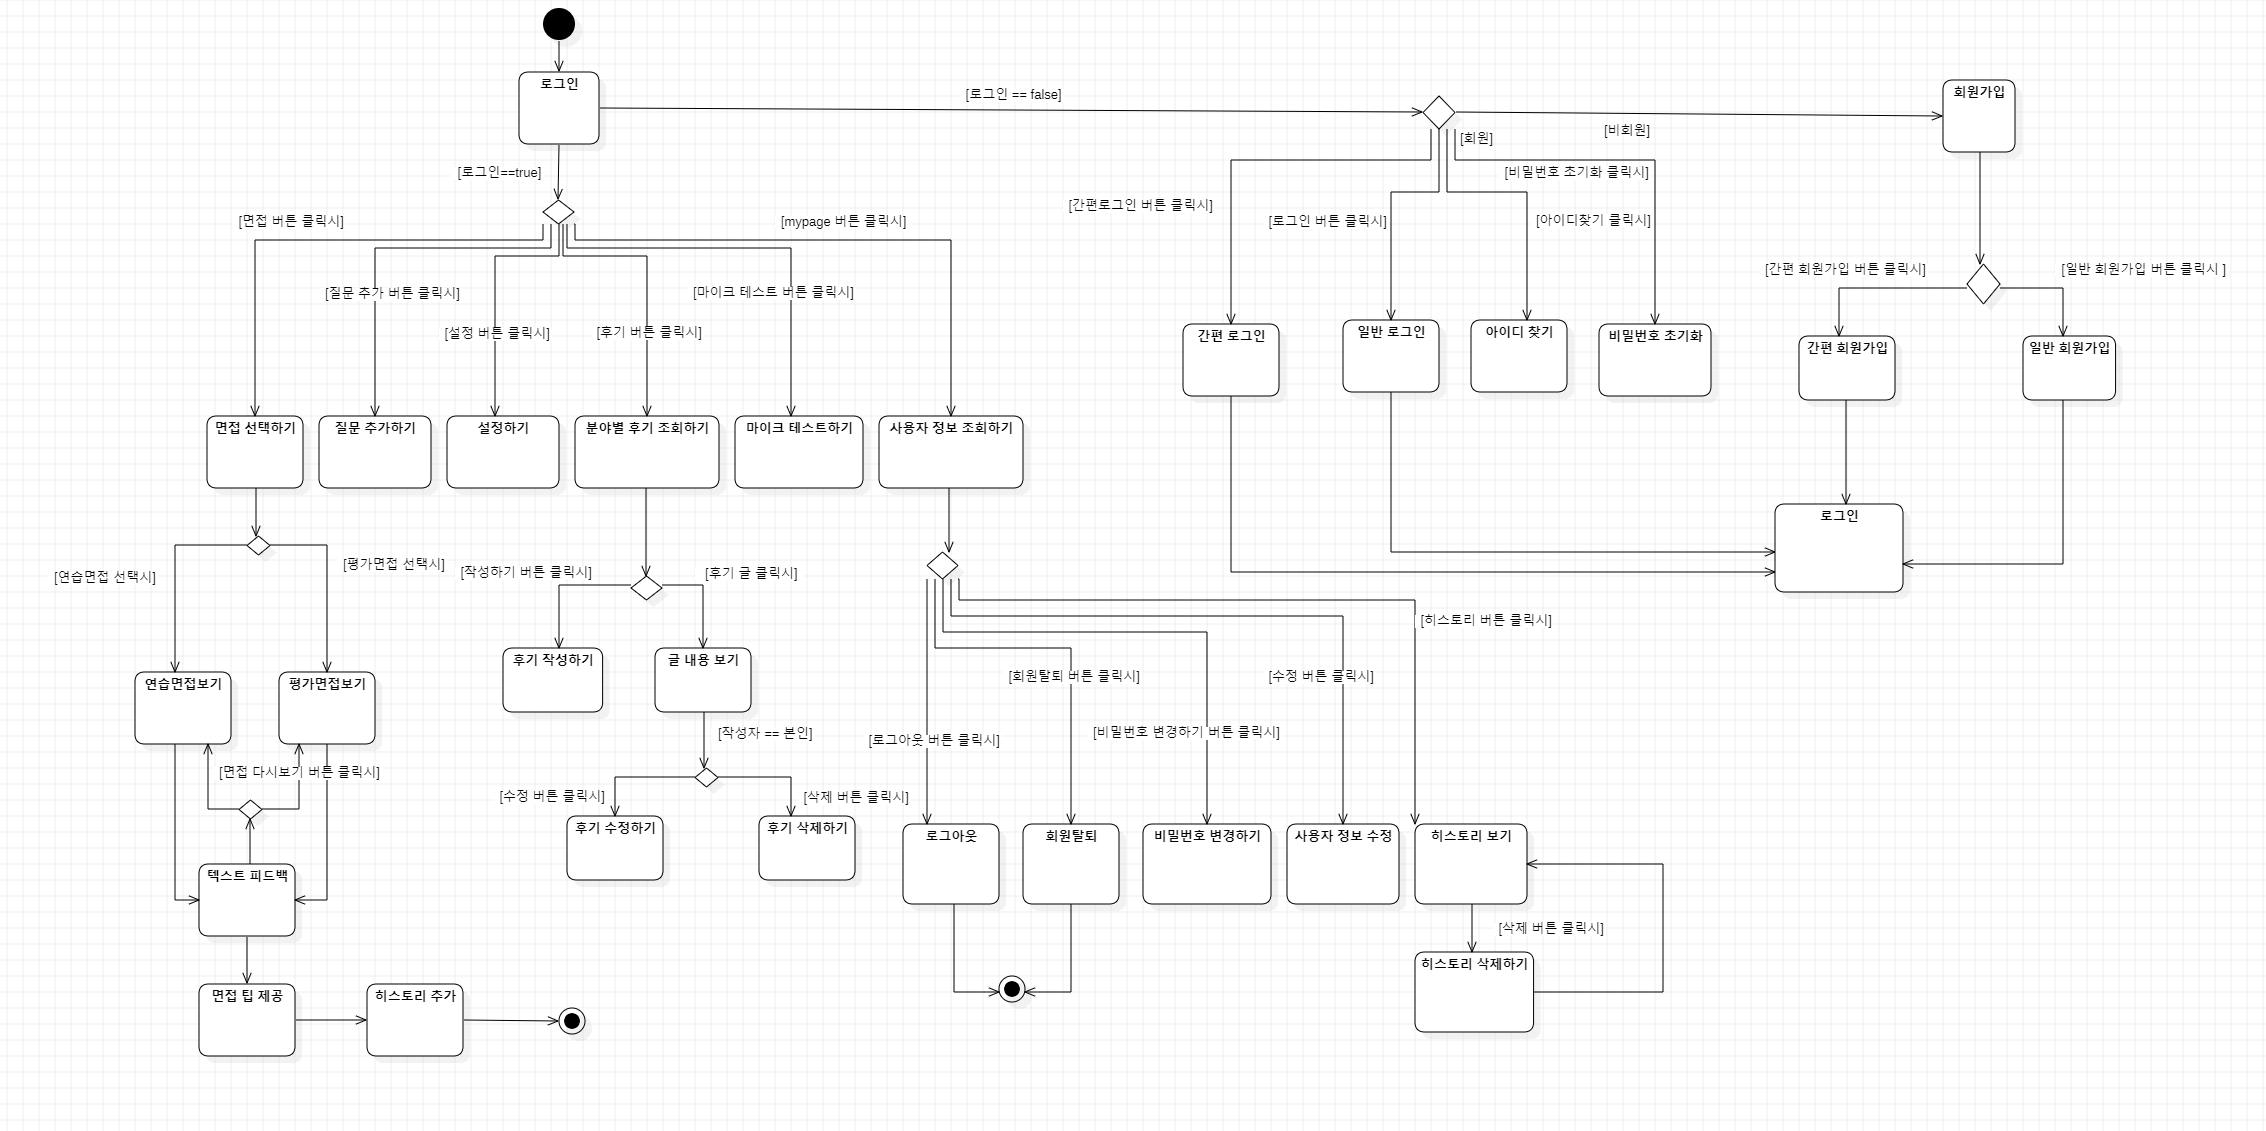 로그인
[로그인 == false]
회원가입
[회원]
[비회원]
[로그인==true]
[비밀번호 초기화 클릭시]
[면접 버튼 클릭시]
[mypage 버튼 클릭시]
[간편로그인 버튼 클릭시]
[로그인 버튼 클릭시]
[아이디찾기 클릭시]
[간편 회원가입 버튼 클릭시]
[일반 회원가입 버튼 클릭시 ]
[질문 추가 버튼 클릭시]
[마이크 테스트 버튼 클릭시]
[설정 버튼 클릭시]
[후기 버튼 클릭시]
간편 로그인
일반 로그인
아이디 찾기
비밀번호 초기화
간편 회원가입
일반 회원가입
면접 선택하기
질문 추가하기
설정하기
분야별 후기 조회하기
마이크 테스트하기
사용자 정보 조회하기
로그인
[연습면접 선택시]
[평가면접 선택시]
[작성하기 버튼 클릭시]
[후기 글 클릭시]
[히스토리 버튼 클릭시]
후기 작성하기
글 내용 보기
[회원탈퇴 버튼 클릭시]
[수정 버튼 클릭시]
연습면접보기
평가면접보기
[작성자 == 본인]
[로그아웃 버튼 클릭시]
[비밀번호 변경하기 버튼 클릭시]
[면접 다시보기 버튼 클릭시]
[수정 버튼 클릭시]
[삭제 버튼 클릭시]
후기 수정하기
후기 삭제하기
로그아웃
회원탈퇴
비밀번호 변경하기
사용자 정보 수정
히스토리 보기
텍스트 피드백
[삭제 버튼 클릭시]
히스토리 삭제하기
면접 팁 제공
히스토리 추가